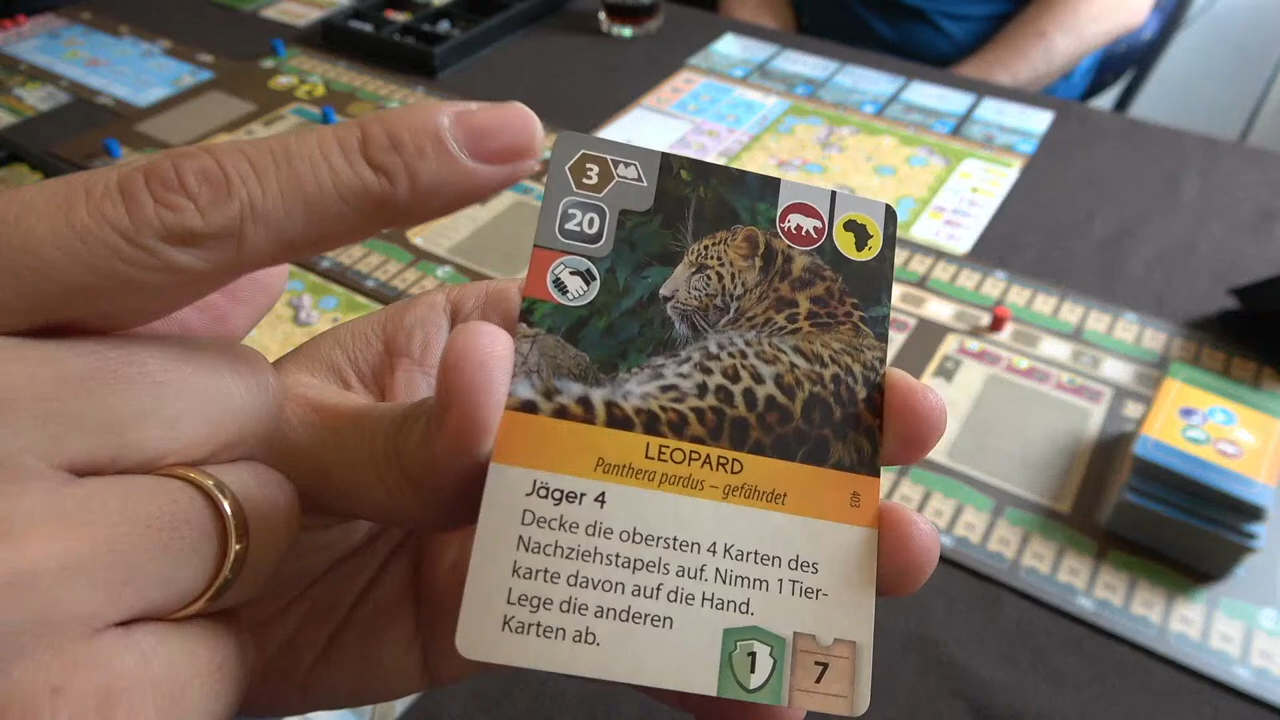 3
20
LEOPARD
Panthera pardus – gefährdet
403
Jäger 4
Decke die obersten 4 Karten des
Nachziehstapels auf. Nimm 1 Tier-
karte davon auf die Hand.
Lege die anderen
Karten ab.
1
7